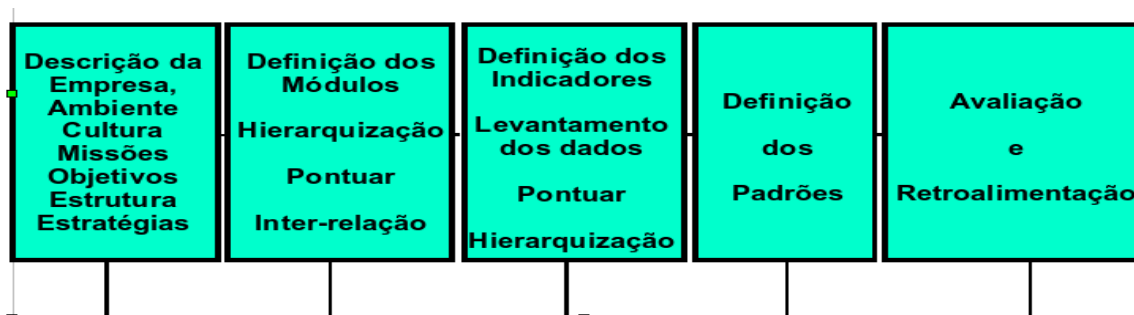 Descrição da
Empresa,
Ambiente
Cultura
Missões
Objetivos
Estrutura
Estratégias
Definição dos
Módulos
Hierarquização
Pontuar
Inter-relação
Definição dos
Indicadores
Levantamento
dos dados
Pontuar
Hierarquização
Definição
dos
Padrões
Avaliação
e
Retroalimentação